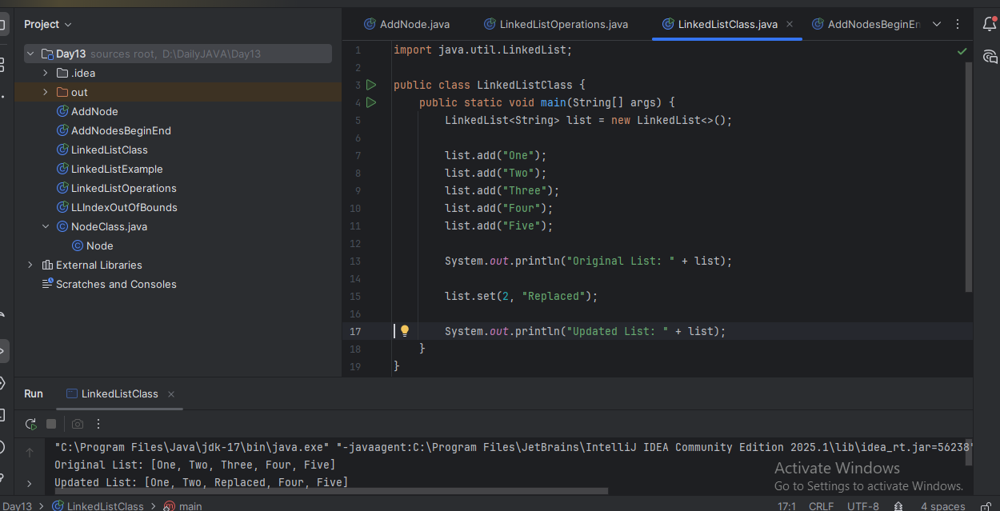 Project
Day13 sources root, D:\DailyJAVA\Day13
.idea
out
AddNode
AddNodesBeginEnd
LinkedListClass
LinkedListExample
LinkedListOperations
LLIndexOutOfBounds
NodeClass.java
Node
External Libraries
Scratches and Consoles
AddNode.java LinkedListOperations.java LinkedListClass.java AddNodesBeginEn
1 import java.util.LinkedList;
2
3 public class LinkedListClass {
4 public static void main(String[] args) {
5 LinkedList<String> list = new LinkedList<>();
6
7 list.add("One");
8 list.add("Two");
9 list.add("Three");
10 list.add("Four");
11 list.add("Five");
12
13 System.out.println("Original List: " + list);
14
15 list.set(2, "Replaced");
16
17 System.out.println("Updated List: " + list);
18 }
19 }
Run LinkedListClass
"C:\Program Files\Java\jdk-17\bin\java.exe" "-javaagent:C:\Program Files\JetBrains\IntelliJ IDEA Community Edition 2025.1\lib\idea_rt.jar=56238
Original List: [One, Two, Three, Four, Five]
Updated List: [One, Two, Replaced, Four, Five]
Activate Windows
Go to Settings to activate Windows.
Day13 > LinkedListClass > main 17:1 CRLF UTF-8 4 spaces